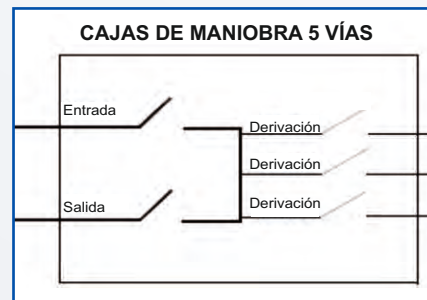 CAJAS DE MANIOBRA 5 VÍAS
Entrada
Derivación
Derivación
Salida
Derivación